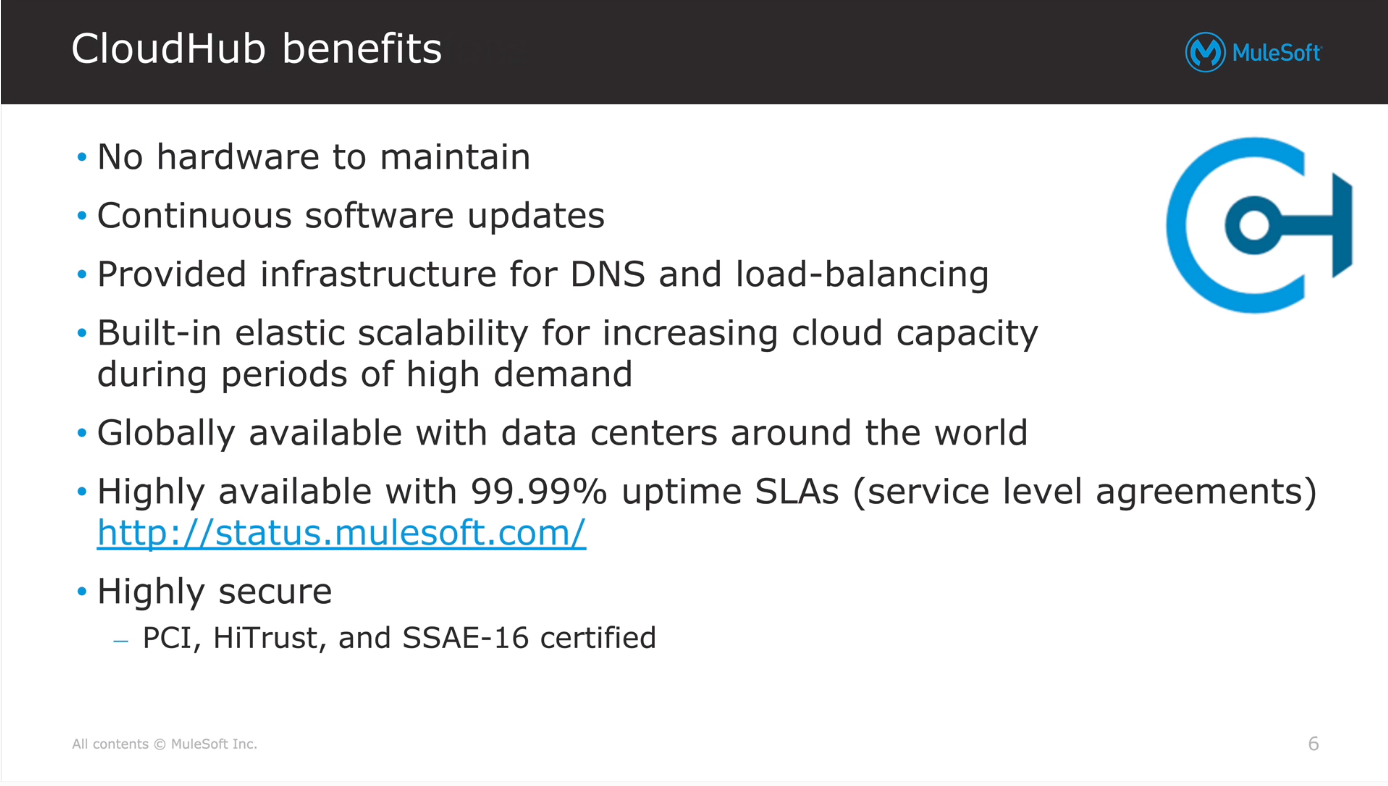 CloudHub benefits
MuleSoft
• No hardware to maintain
• Continuous software updates
• Provided infrastructure for DNS and load-balancing
• Built-in elastic scalability for increasing cloud capacity
during periods of high demand
• Globally available with data centers around the world
• Highly available with 99.99% uptime SLAs (service level agreements)
http://status.mulesoft.com/
• Highly secure
– PCI, HiTrust, and SSAE-16 certified
All contents © MuleSoft Inc.
6